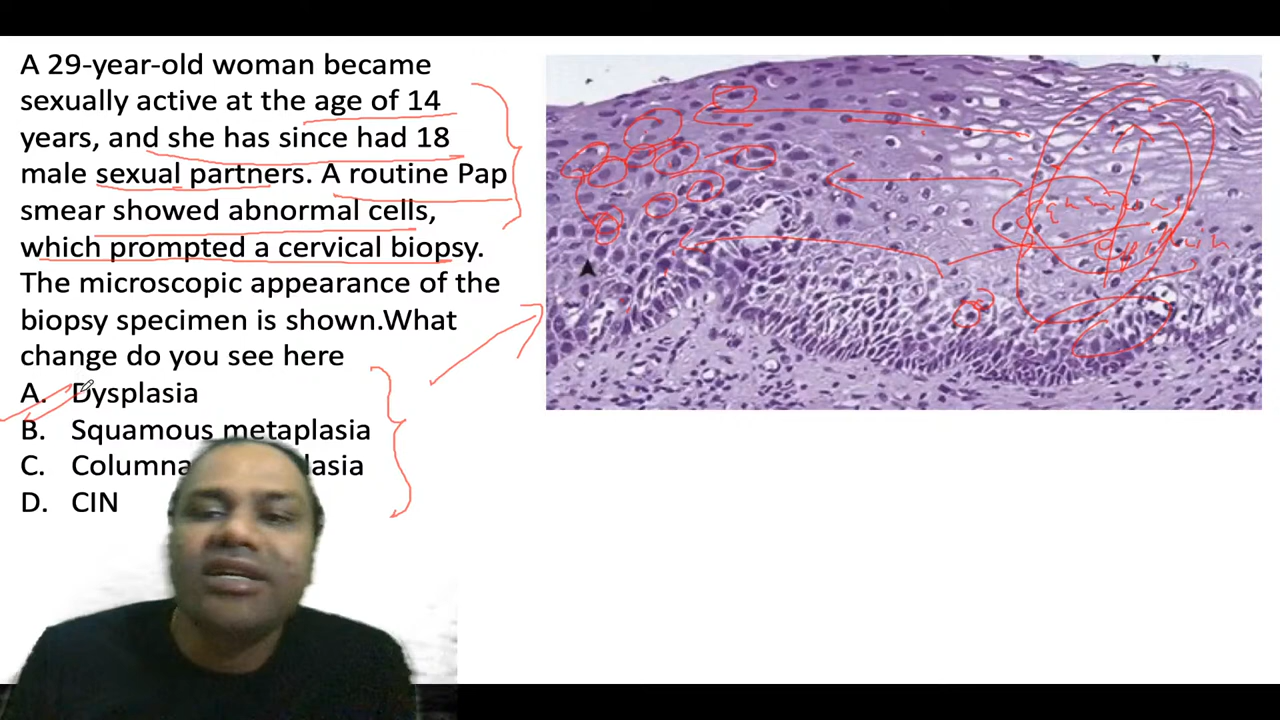 A 29-year-old woman became
sexually active at the age of 14
years, and she has since had 18
male sexual partners. A routine Pap
smear showed abnormal cells,
which prompted a cervical biopsy.
The microscopic appearance of the
biopsy specimen is shown.What
change do you see here
A. Dysplasia
B. Squamous metaplasia
C. Columna lasia
D. CIN